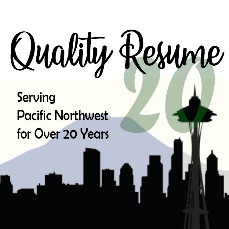 Quality Resume
20
Serving
Pacific Northwest
for Over 20 Years